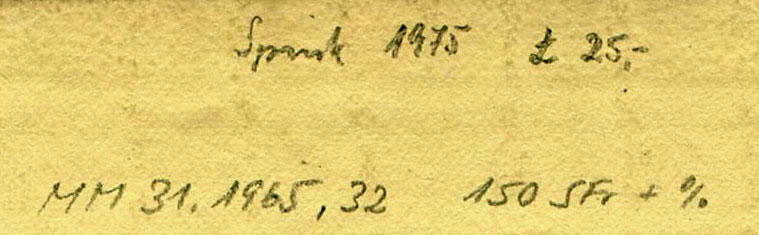 Spink 1975 £ 25,-
MM 31. 1965, 32 150 SFr + %